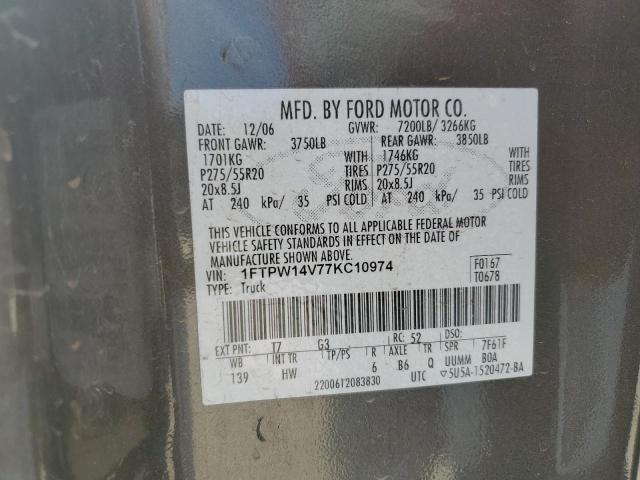 MFD. BY FORD MOTOR CO.
DATE: 12/06 GVWR: 7200LB/ 3266KG
FRONT GAWR: 3750LB REAR GAWR: 3850LB
1701KG WITH 1746KG WITH
P275/55R20 TIRES P275/55R20 TIRES
20x8.5J RIMS 20x8.5J RIMS
AT 240 kPa/ 35 PSI COLD AT 240 kPa/ 35 PSI COLD
THIS VEHICLE CONFORMS TO ALL APPLICABLE FEDERAL MOTOR
VEHICLE SAFETY STANDARDS IN EFFECT ON THE DATE OF
MANUFACTURE SHOWN ABOVE.
VIN: 1FTPW14V77KC10974 F0167
TYPE: Truck T0678
EXT PNT: T7 G3 RC: 52 DSO:
WB INT TR TP/PS R AXLE TR SPR 7F61F
139 HW 6 B6 Q UUMM BOA
22006T2083830 UTC ▽5U5A-1520472-BA